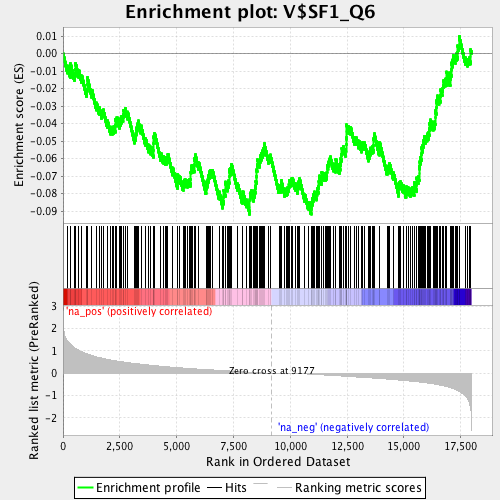 Enrichment plot: V$SF1_Q6
Enrichment score (ES)
0.01
0.00
-0.01
-0.02
-0.03
-0.04
-0.05
-0.06
-0.07
-0.08
-0.09
'na_pos' (positively correlated)
Ranked list metric (PreRanked)
3
2
1
0
-1
-2
Zero cross at 9177
'na_neg' (negatively correlated)
0
2,500
5,000
7,500
10,000
12,500
15,000
17,500
Rank in Ordered Dataset
Enrichment profile
Hits
Ranking metric scores